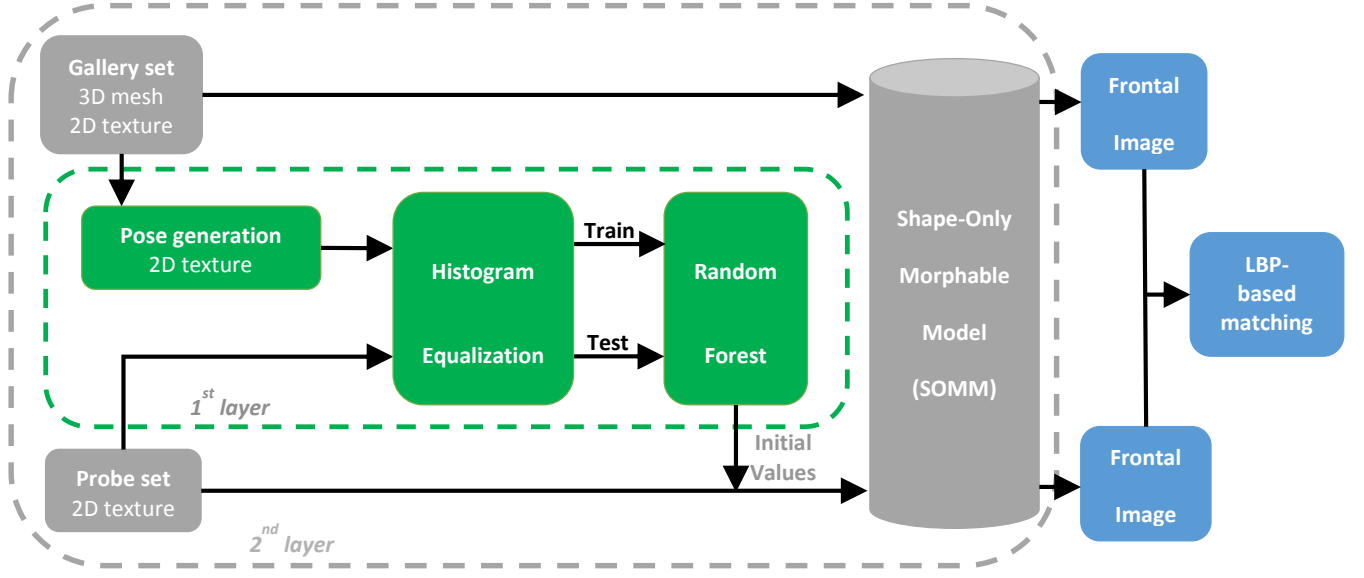 Gallery set
3D mesh
2D texture
Pose generation
2D texture
Histogram
Equalization
Train
Test
Random
Forest
1st layer
Initial
Values
Probe set
2D texture
2nd layer
Shape-Only
Morphable
Model
(SOMM)
Frontal
Image
LBP-
based
matching
Frontal
Image